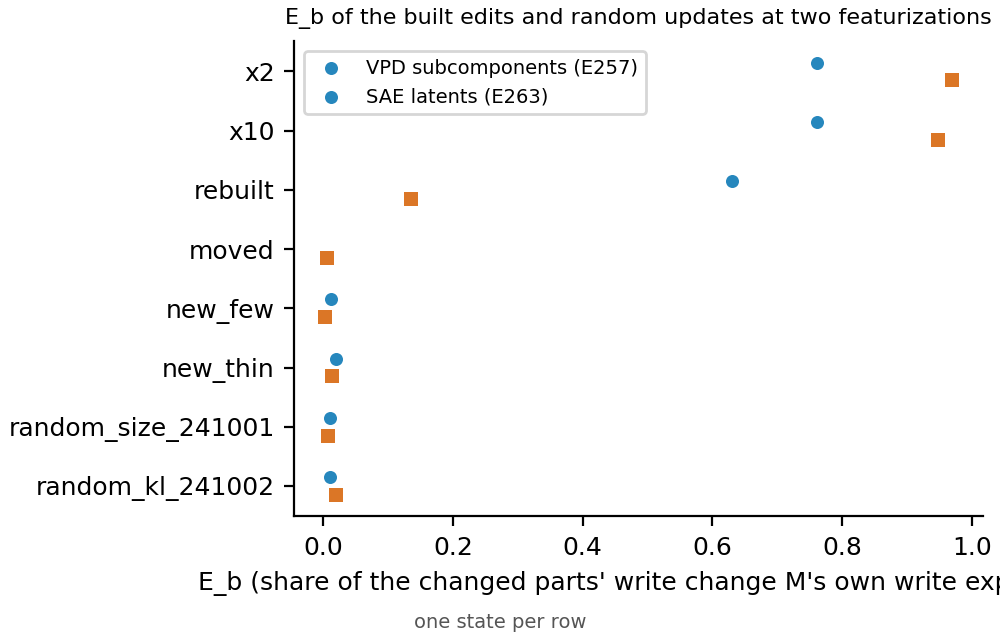 E_b of the built edits and random updates at two featurizations
VPD subcomponents (E257)
SAE latents (E263)
x2
x10
rebuilt
moved
new_few
new_thin
random_size_241001
random_kl_241002
0.0 0.2 0.4 0.6 0.8 1.0
E_b (share of the changed parts' write change M's own write exp
one state per row